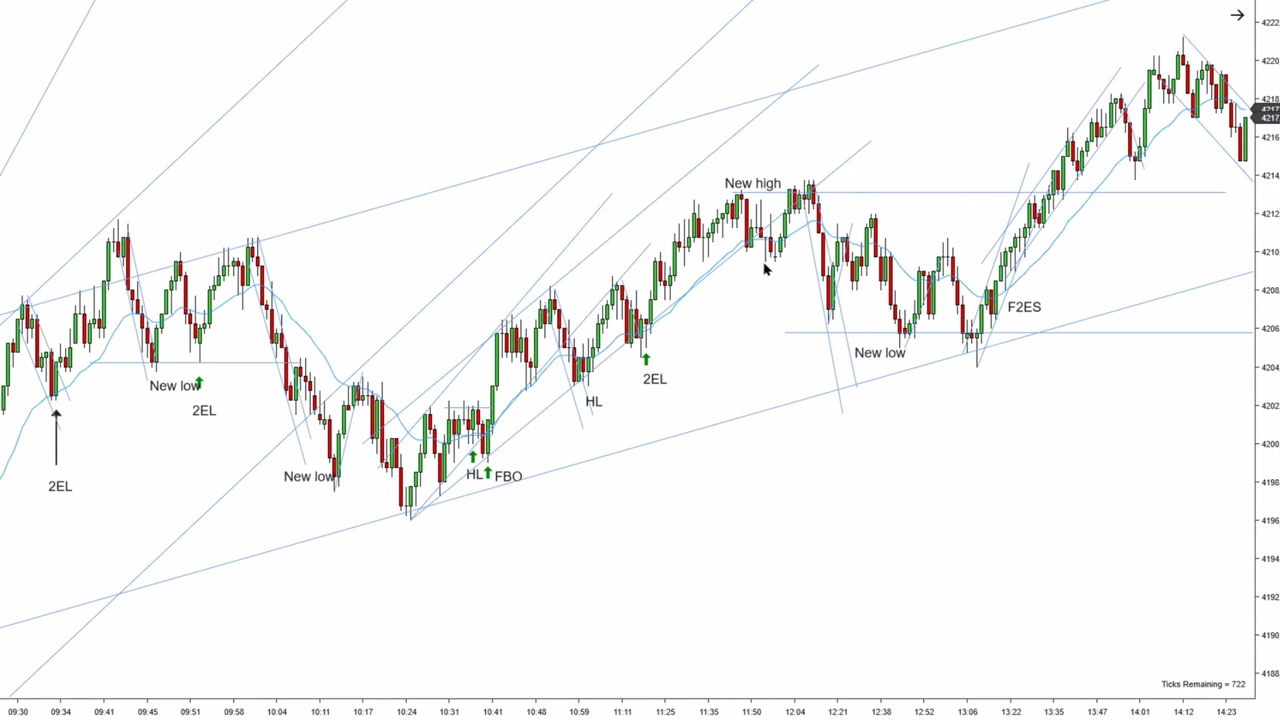 →
4222
4220
4218
4217
4217
4216
4214
New high
4212
4210
4208
F2ES
4206
New low
4204
New low
2EL
2EL
HL
4202
4200
New low
HL
FBO
4198
2EL
4196
4194
4192
4190
4188
Ticks Remaining = 722
09:30 09:34 09:41 09:45 09:51 09:58 10:04 10:11 10:17 10:24 10:31 10:41 10:48 10:59 11:11 11:25 11:35 11:50 12:04 12:21 12:38 12:52 13:06 13:22 13:35 13:47 14:01 14:12 14:23